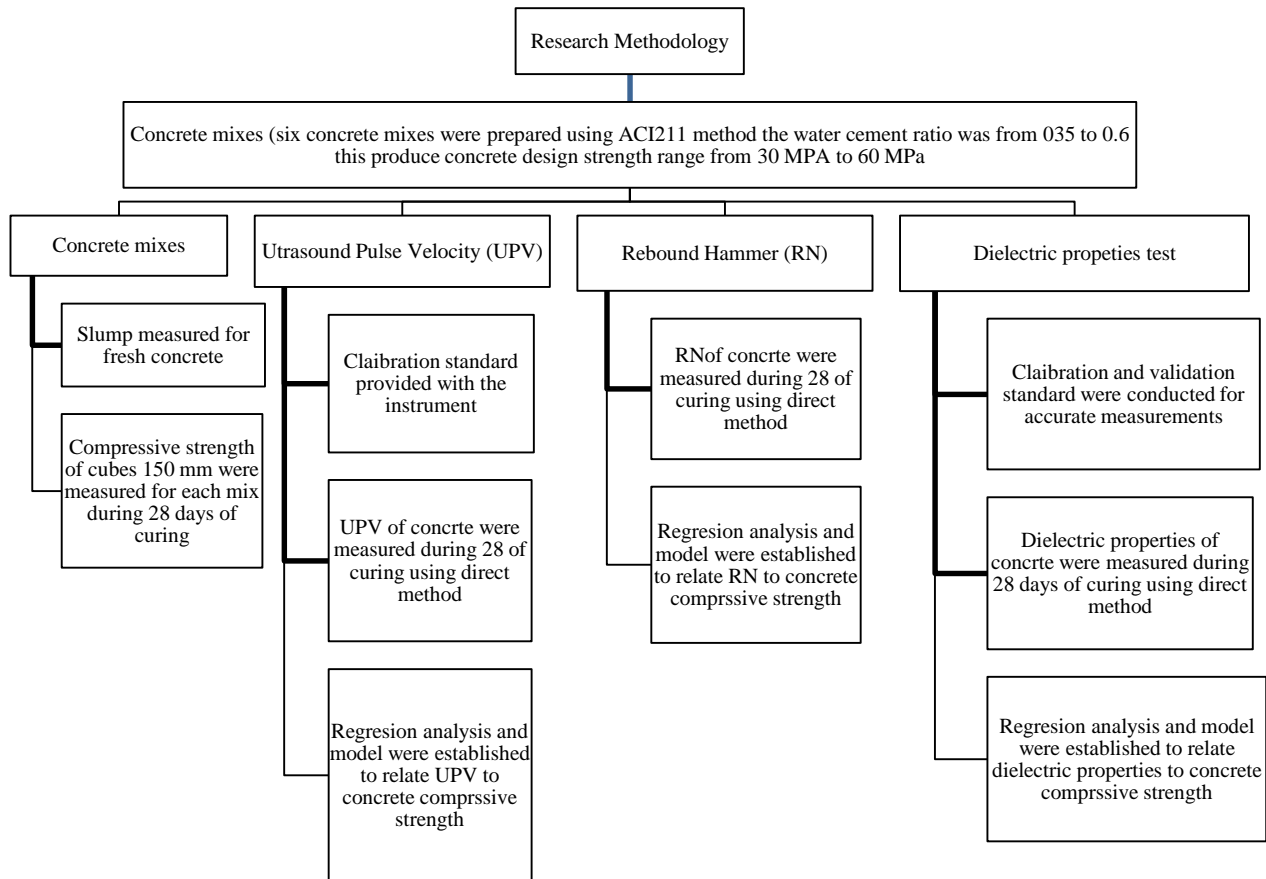 Research Methodology
Concrete mixes (six concrete mixes were prepared using ACI211 method the water cement ratio was from 035 to 0.6
this produce concrete design strength range from 30 MPA to 60 MPa
Concrete mixes
Slump measured for
fresh concrete
Compressive strength
of cubes 150 mm were
measured for each mix
during 28 days of
curing
Utrasound Pulse Velocity (UPV)
Claibration standard
provided with the
instrument
UPV of concrte were
measured during 28 of
curing using direct
method
Regresion analysis and
model were established
to relate UPV to
concrete comprssive
strength
Rebound Hammer (RN)
RNof concrte were
measured during 28 of
curing using direct
method
Regresion analysis and
model were established
to relate RN to concrete
comprssive strength
Dielectric propeties test
Claibration and validation
standard were conducted for
accurate measurements
Dielectric properties of
concrte were measured during
28 days of curing using direct
method
Regresion analysis and model
were established to relate
dielectric properties to concrete
comprssive strength